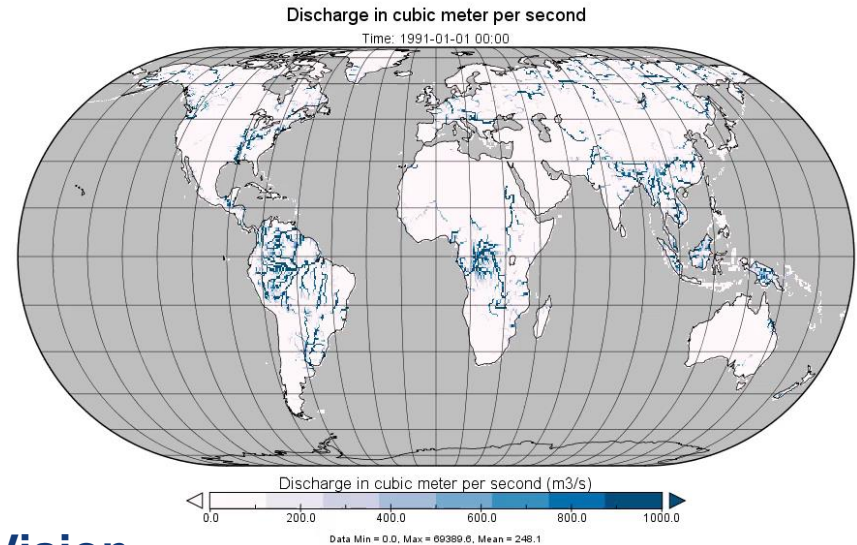 Discharge in cubic meter per second
Time: 1991-01-01 00:00
Discharge in cubic meter per second (m3/s)
0.0 200.0 400.0 600.0 800.0 1000.0
Data Min = 0.0, Max = 69389.6, Mean = 248.1